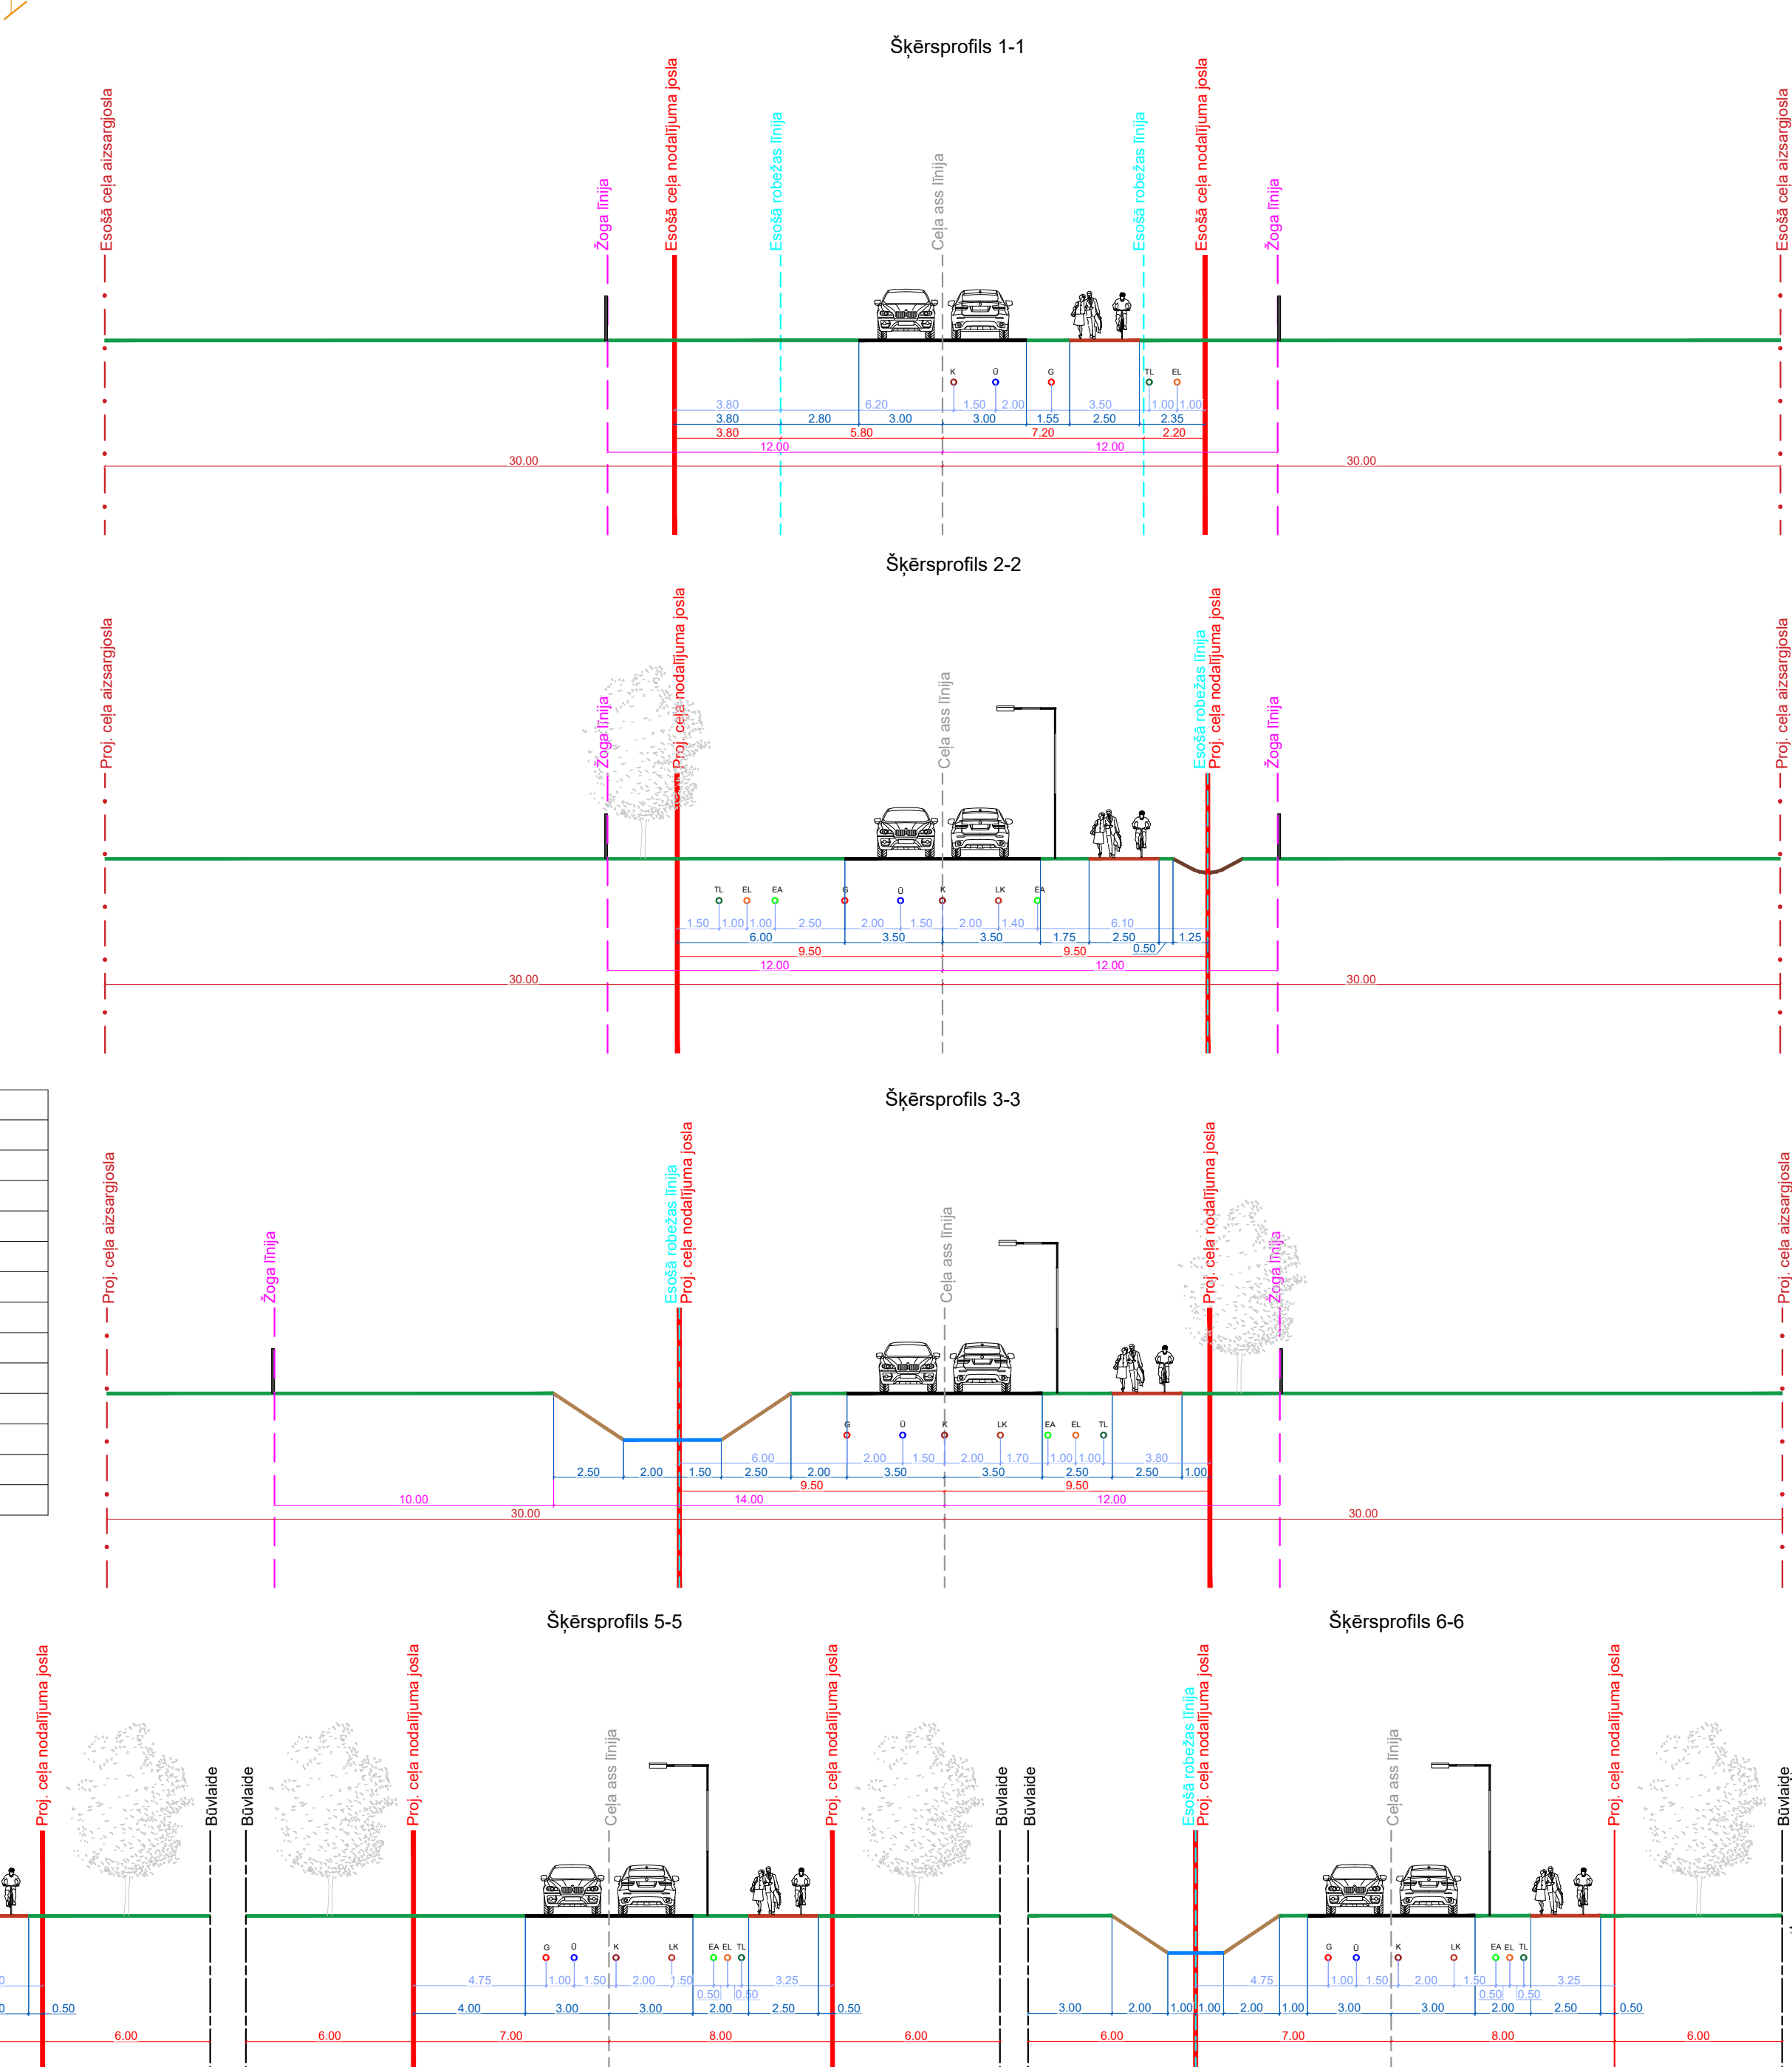 Šķērsprofils 1-1
Esošā ceļa aizsargjosla
Žoga līnija
Esošā ceļa nodalījuma josla
Esošā robežas līnija
Ceļa ass līnija
Esošā robežas līnija
Esošā ceļa nodalījuma josla
Žoga līnija
Esošā ceļa aizsargjosla
K Ū G TL EL
3.80 6.20 1.50 2.00 3.50 1.00 1.00
3.80 2.80 3.00 3.00 1.55 2.50 2.35
3.80 5.80 7.20 2.20
12.00 12.00
30.00 30.00
Šķērsprofils 2-2
Proj. ceļa aizsargjosla
Žoga līnija
Proj. ceļa nodalījuma josla
Ceļa ass līnija
Esošā robežas līnija
Proj. ceļa nodalījuma josla
Žoga līnija
Proj. ceļa aizsargjosla
TL EL EA G Ū K LK EA
1.50 1.00 1.00 2.50 2.00 1.50 2.00 1.40 6.10
6.00 3.50 3.50 1.75 2.50 0.50 1.25
9.50 9.50
12.00 12.00
30.00 30.00
Šķērsprofils 3-3
Proj. ceļa aizsargjosla
Žoga līnija
Esošā robežas līnija
Proj. ceļa nodalījuma josla
Ceļa ass līnija
Proj. ceļa nodalījuma josla
Žoga līnija
Proj. ceļa aizsargjosla
G Ū K LK EA EL TL
6.00 2.00 1.50 2.00 1.70 1.00 1.00 3.80
2.50 2.00 1.50 2.50 2.00 3.50 3.50 2.50 2.50 1.00
9.50 9.50
10.00 14.00 12.00
30.00 30.00
Proj. ceļa nodalījuma josla
Būvlaide
0.50
6.00
Šķērsprofils 5-5
Būvlaide
Proj. ceļa nodalījuma josla
Ceļa ass līnija
Proj. ceļa nodalījuma josla
Būvlaide
G Ū K LK EA EL TL
4.75 1.00 1.50 2.00 1.50 3.25
0.50 0.50
4.00 3.00 3.00 2.00 2.50 0.50
6.00 7.00 8.00 6.00
Šķērsprofils 6-6
Būvlaide
Esošā robežas līnija
Proj. ceļa nodalījuma josla
Ceļa ass līnija
Proj. ceļa nodalījuma josla
Būvlaide
G Ū K LK EA EL TL
4.75 1.00 1.50 2.00 1.50 3.25
0.50 0.50
3.00 2.00 1.00 1.00 2.00 1.00 3.00 3.00 2.00 2.50 0.50
6.00 7.00 8.00 6.00